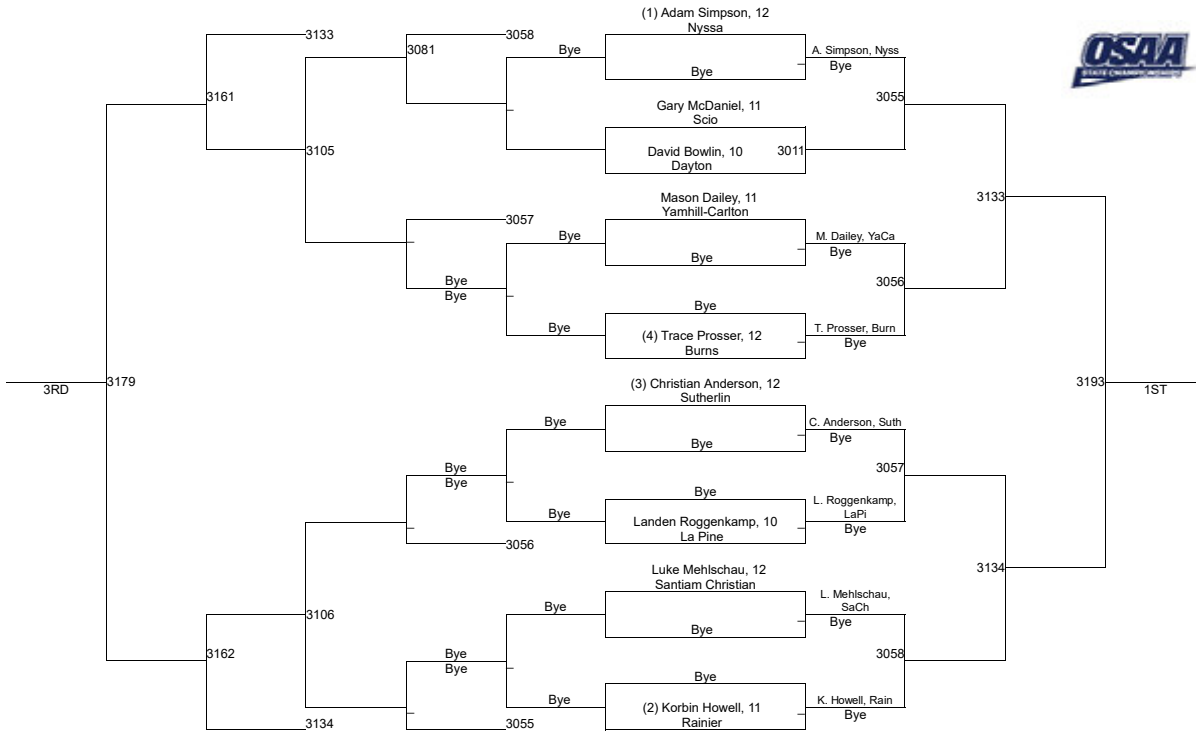 (1) Adam Simpson, 12
Nyssa
OSAA
STATE CHAMPIONSHIPS
3133
3058
3081
Bye
A. Simpson, Nyss
Bye
Bye
3161
3055
Gary McDaniel, 11
Scio
3105
David Bowlin, 10
Dayton
3011
Mason Dailey, 11
Yamhill-Carlton
3133
3057
Bye
M. Dailey, YaCa
Bye
Bye
Bye
Bye
3056
Bye
Bye
(4) Trace Prosser, 12
Burns
T. Prosser, Burn
Bye
3RD
3179
(3) Christian Anderson, 12
Sutherlin
3193
1ST
Bye
C. Anderson, Suth
Bye
Bye
Bye
Bye
3057
Bye
L. Roggenkamp,
LaPi
Bye
Bye
Landen Roggenkamp, 10
La Pine
3056
Luke Mehlschau, 12
Santiam Christian
3134
3106
Bye
L. Mehlschau,
SaCh
Bye
Bye
3162
Bye
Bye
3058
Bye
Bye
(2) Korbin Howell, 11
Rainier
K. Howell, Rain
Bye
3134
3055